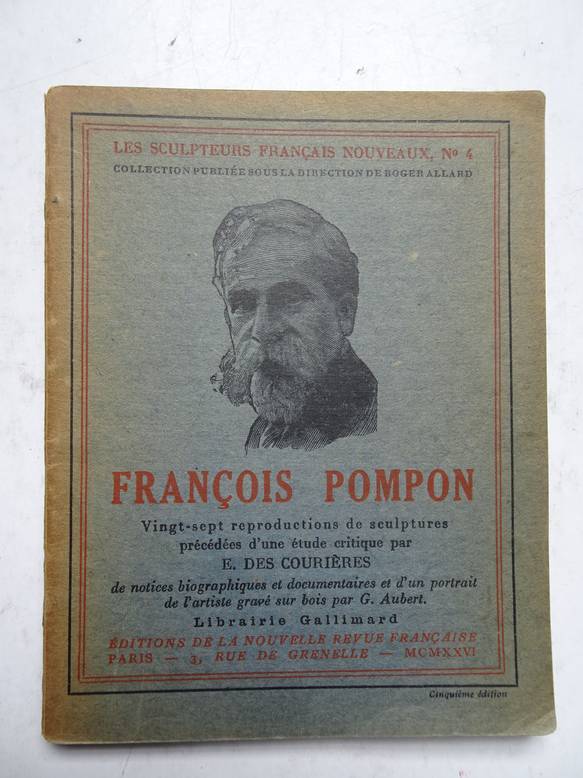 LES SCULPTEURS FRANÇAIS NOUVEAUX, Nº 4
COLLECTION PUBLIÉE SOUS LA DIRECTION DE ROGER ALLARD
FRANÇOIS POMPON
Vingt-sept reproductions de sculptures
précédées d'une étude critique par
E. DES COURIÈRES
de notices biographiques et documentaires et d'un portrait
de l'artiste gravé sur bois par G. Aubert.
Librairie Gallimard
ÉDITIONS DE LA NOUVELLE REVUE FRANÇAISE
PARIS — 3, RUE DE GRENELLE — MCMXXVI
Cinquième édition